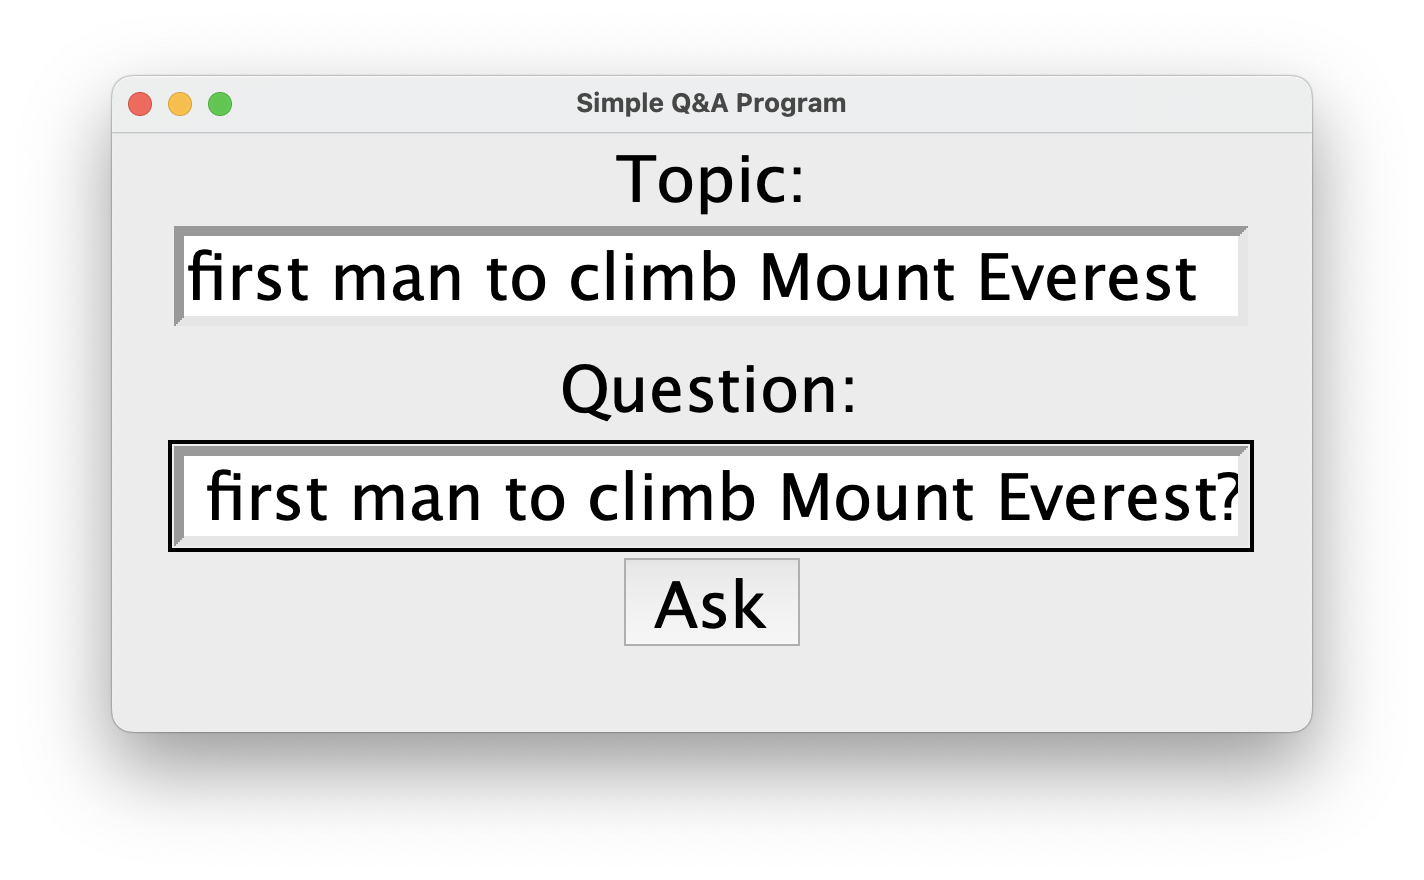 Simple Q&A Program
Topic:
first man to climb Mount Everest
Question:
first man to climb Mount Everest?
Ask